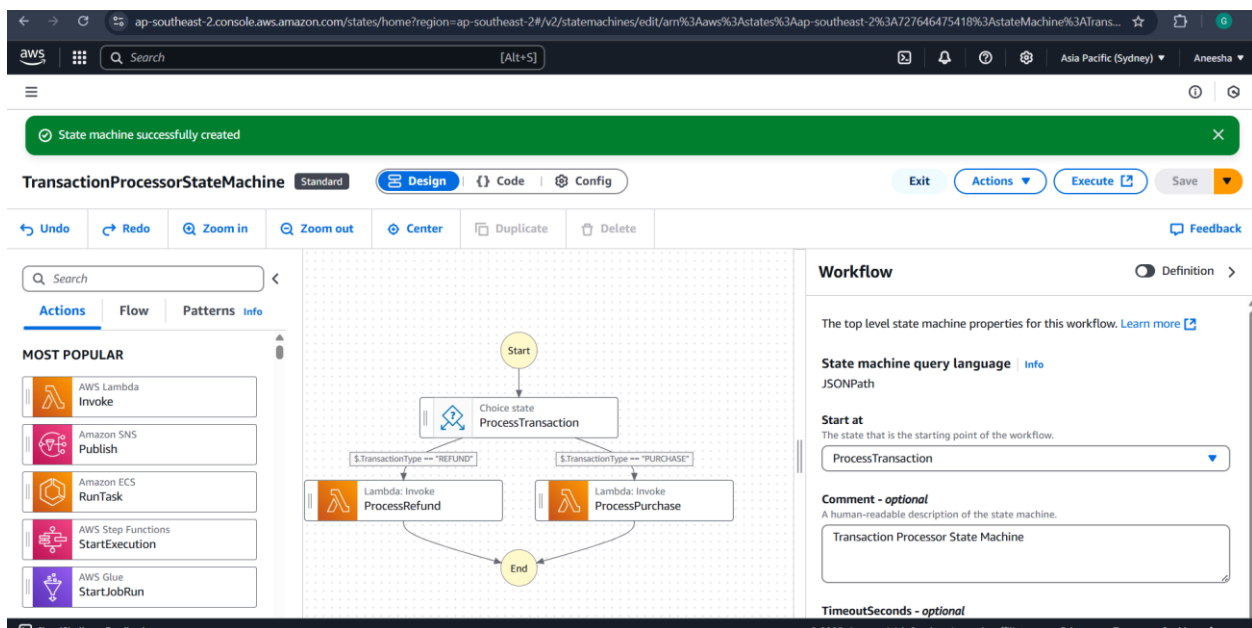 ap-southeast-2.console.aws.amazon.com/states/home?region=ap-southeast-2#/v2/statemachines/edit/arn%3Aaws%3Astates%3Aap-southeast-2%3A727646475418%3AstateMachine%3ATrans...
G
aws Search [Alt+S] Asia Pacific (Sydney) Aneesha
State machine successfully created
TransactionProcessorStateMachine Standard Design {} Code Config Exit Actions Execute Save
Undo Redo Zoom in Zoom out Center Duplicate Delete Feedback
Search
Actions Flow Patterns Info
MOST POPULAR
AWS Lambda
Invoke
Amazon SNS
Publish
Amazon ECS
RunTask
AWS Step Functions
StartExecution
AWS Glue
StartJobRun
Start
Choice state
ProcessTransaction
$.TransactionType == "REFUND" $.TransactionType == "PURCHASE"
Lambda: Invoke
ProcessRefund
Lambda: Invoke
ProcessPurchase
End
Workflow Definition
The top level state machine properties for this workflow. Learn more
State machine query language Info
JSONPath
Start at
The state that is the starting point of the workflow.
ProcessTransaction
Comment - optional
A human-readable description of the state machine.
Transaction Processor State Machine
TimeoutSeconds - optional